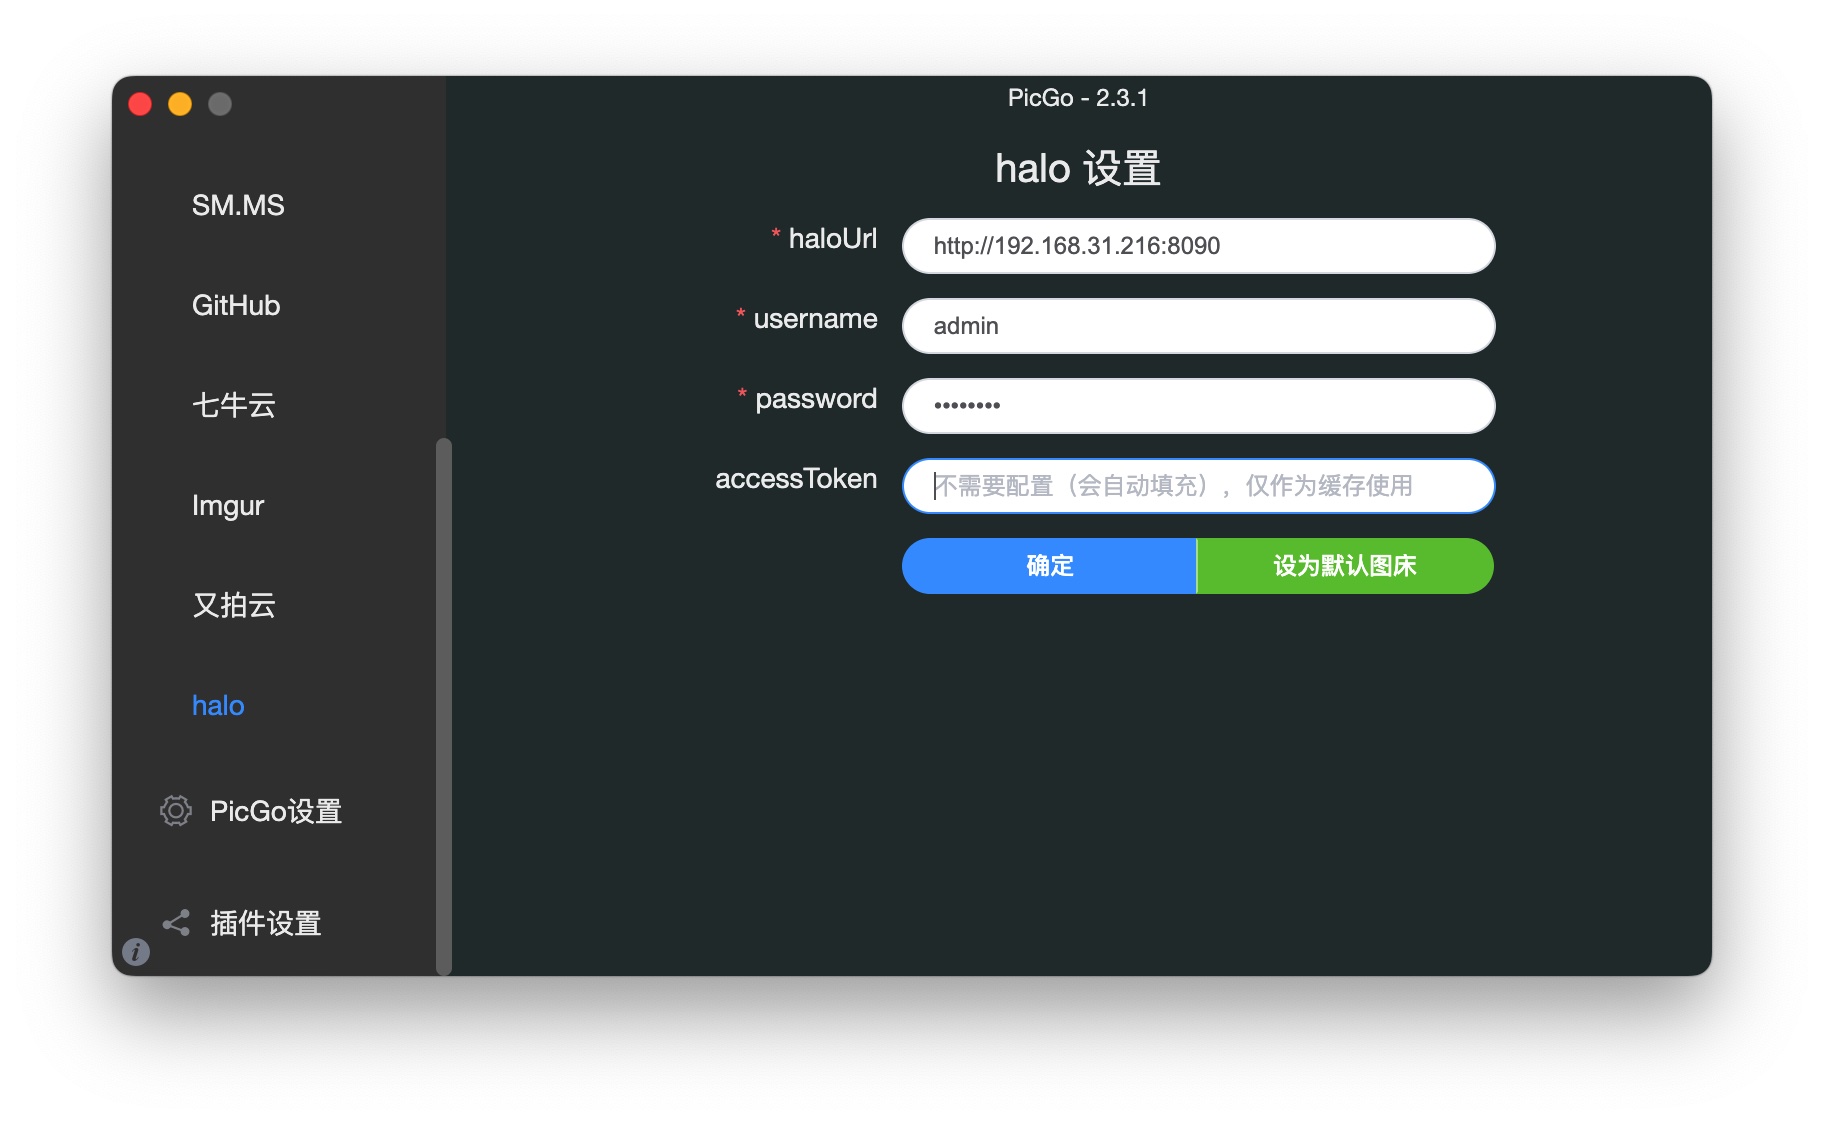 PicGo - 2.3.1
SM.MS
GitHub
七牛云
Imgur
又拍云
halo
PicGo设置
插件设置
halo 设置
* haloUrl
http://192.168.31.216:8090
* username
admin
* password
••••••••
accessToken
不需要配置（会自动填充），仅作为缓存使用
确定
设为默认图床